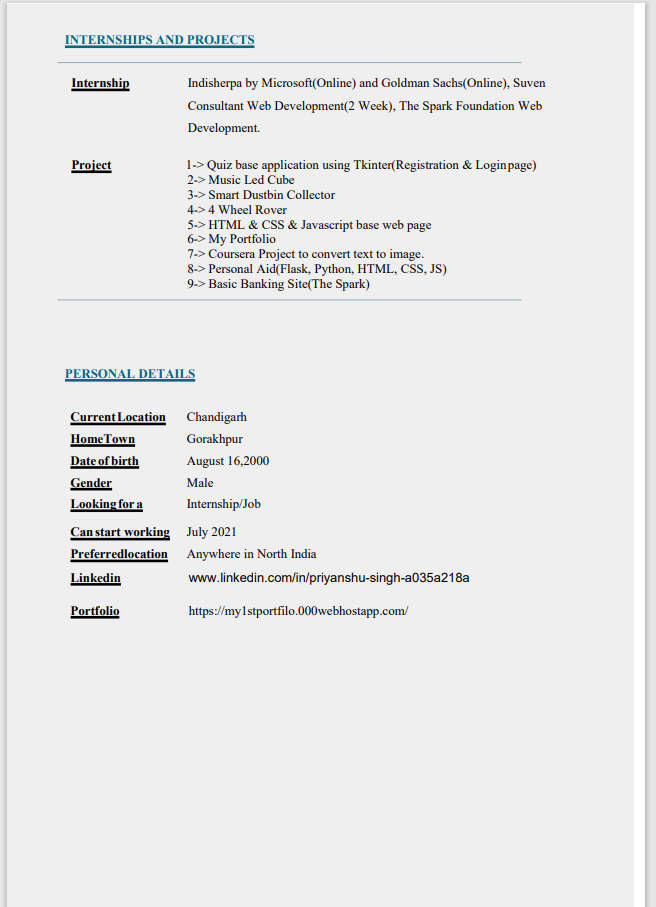 INTERNSHIPS AND PROJECTS
Internship Indisherpa by Microsoft(Online) and Goldman Sachs(Online), Suven
Consultant Web Development(2 Week), The Spark Foundation Web
Development.
Project 1-> Quiz base application using Tkinter(Registration & Loginpage)
2-> Music Led Cube
3-> Smart Dustbin Collector
4-> 4 Wheel Rover
5-> HTML & CSS & Javascript base web page
6-> My Portfolio
7-> Coursera Project to convert text to image.
8-> Personal Aid(Flask, Python, HTML, CSS, JS)
9-> Basic Banking Site(The Spark)
PERSONAL DETAILS
Current Location Chandigarh
HomeTown Gorakhpur
Date of birth August 16,2000
Gender Male
Looking for a Internship/Job
Can start working July 2021
Preferredlocation Anywhere in North India
Linkedin www.linkedin.com/in/priyanshu-singh-a035a218a
Portfolio https://my1stportfilo.000webhostapp.com/